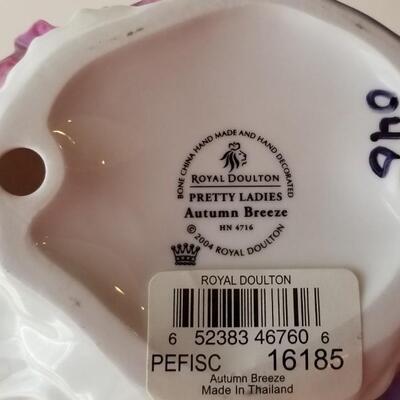 BONE CHINA HAND MADE AND HAND DECORATED
ROYAL DOULTON
PRETTY LADIES
Autumn Breeze
HN 4716
© 2004 ROYAL DOULTON
ROYAL DOULTON
6 52383 46760 6
PEFISC 16185
Autumn Breeze
Made In Thailand